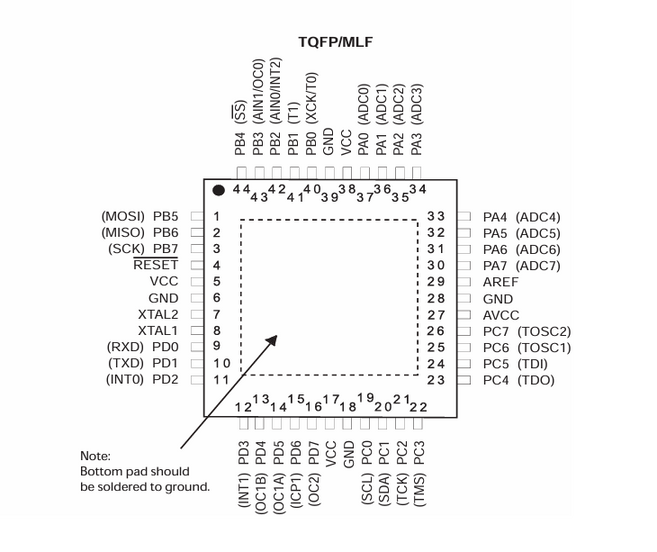 TQFP/MLF
PB4 (SS)
PB3 (AIN1/OC0)
PB2 (AIN0/INT2)
PB1 (T1)
PB0 (XCK/T0)
GND
VCC
PA0 (ADC0)
PA1 (ADC1)
PA2 (ADC2)
PA3 (ADC3)
44 43 42 41 40 39 38 37 36 35 34
(MOSI) PB5 1
(MISO) PB6 2
(SCK) PB7 3
RESET 4
VCC 5
GND 6
XTAL2 7
XTAL1 8
(RXD) PD0 9
(TXD) PD1 10
(INT0) PD2 11
33 PA4 (ADC4)
32 PA5 (ADC5)
31 PA6 (ADC6)
30 PA7 (ADC7)
29 AREF
28 GND
27 AVCC
26 PC7 (TOSC2)
25 PC6 (TOSC1)
24 PC5 (TDI)
23 PC4 (TDO)
12 13 14 15 16 17 18 19 20 21 22
(INT1) PD3
(OC1B) PD4
(OC1A) PD5
(ICP1) PD6
(OC2) PD7
VCC
GND
(SCL) PC0
(SDA) PC1
(TCK) PC2
(TMS) PC3
Note:
Bottom pad should
be soldered to ground.